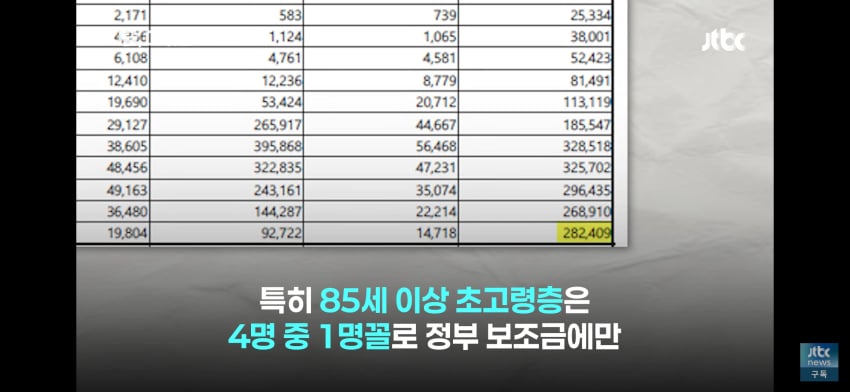 2,171 583 739 25,334
1,124 1,065 38,001
jtbc
6,108 4,761 4,581 52,423
12,410 12,236 8,779 81,491
19,690 53,424 20,712 113,119
29,127 265,917 44,667 185,547
38,605 395,868 56,468 328,518
48,456 322,835 47,231 325,702
49,163 243,161 35,074 296,435
36,480 144,287 22,214 268,910
19,804 92,722 14,718 282,409
특히 85세 이상 초고령층은
4명 중 1명꼴로 정부 보조금에만
jtbc
news
구독